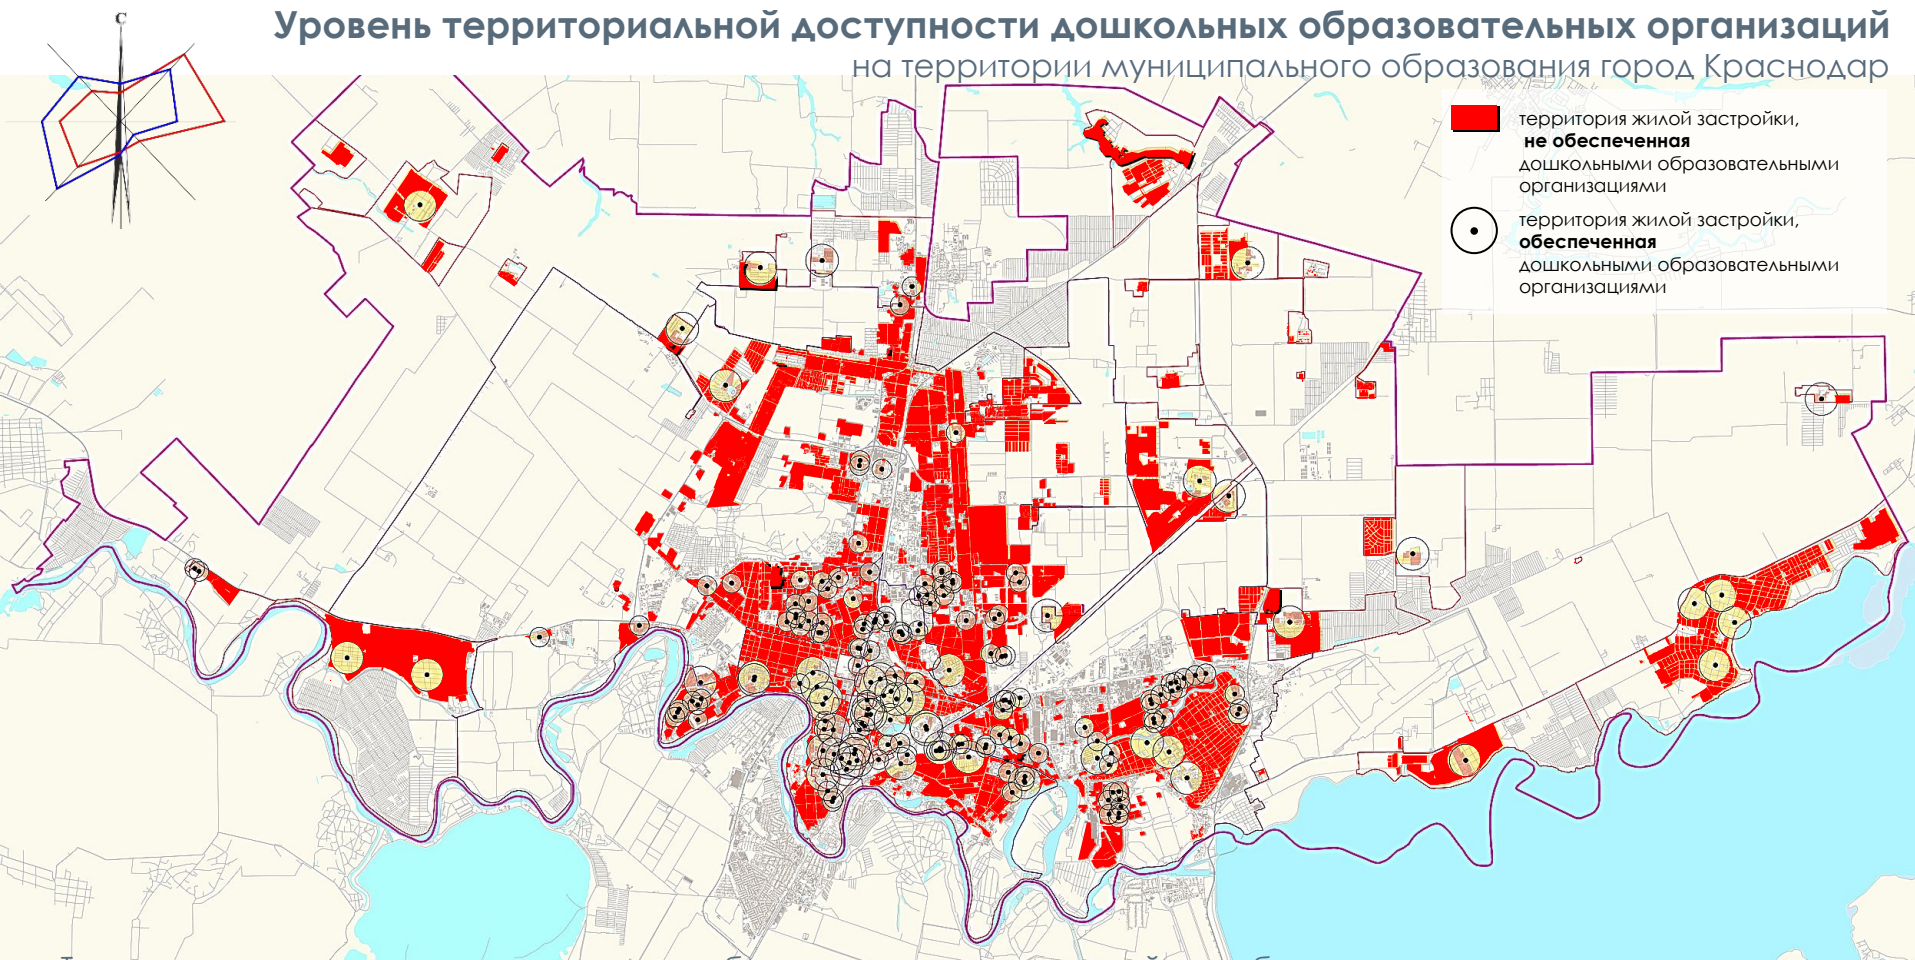 Уровень территориальной доступности дошкольных образовательных организаций
на территории муниципального образования город Краснодар
С
территория жилой застройки,
не обеспеченная
дошкольными образовательными
организациями
территория жилой застройки,
обеспеченная
дошкольными образовательными
организациями